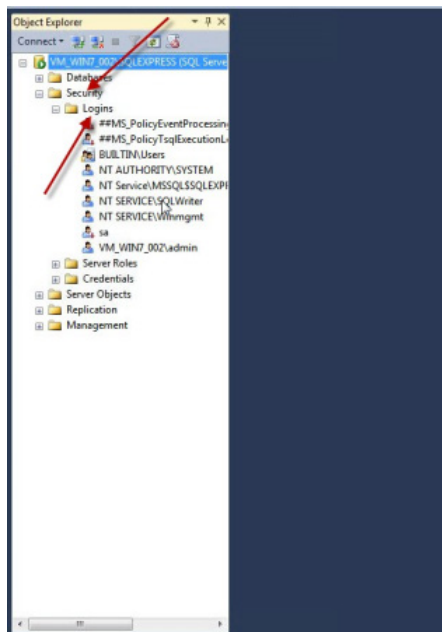 Object Explorer
Connect
VM_WIN7_002\SQLEXPRESS (SQL Serve
Databases
Security
Logins
##MS_PolicyEventProcessin
##MS_PolicyTsqlExecutionL
BUILTIN\Users
NT AUTHORITY\SYSTEM
NT Service\MSSQL$SQLEXPI
NT SERVICE\SQLWriter
NT SERVICE\Winmgmt
sa
VM_WIN7_002\admin
Server Roles
Credentials
Server Objects
Replication
Management